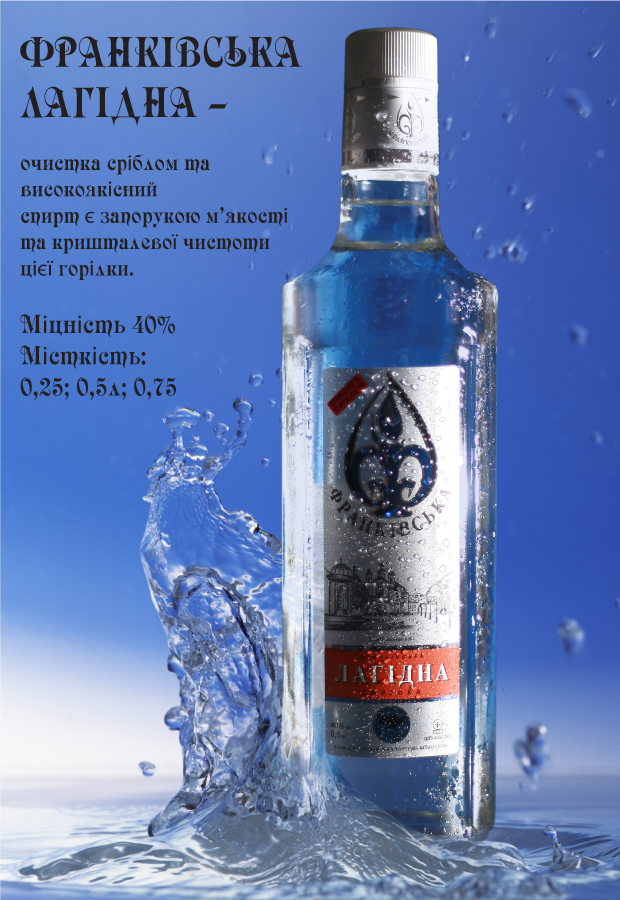 ФРАНКІВСЬКА
ЛАГІДНА –
очистка сріблом та
високоякісний
спирт є запорукою м'якості
та кришталевої чистоти
цієї горілки.
Міцність 40%
Місткість:
0,25; 0,5л; 0,75
ФРАНКІВСЬКА
ЛАГІДНА